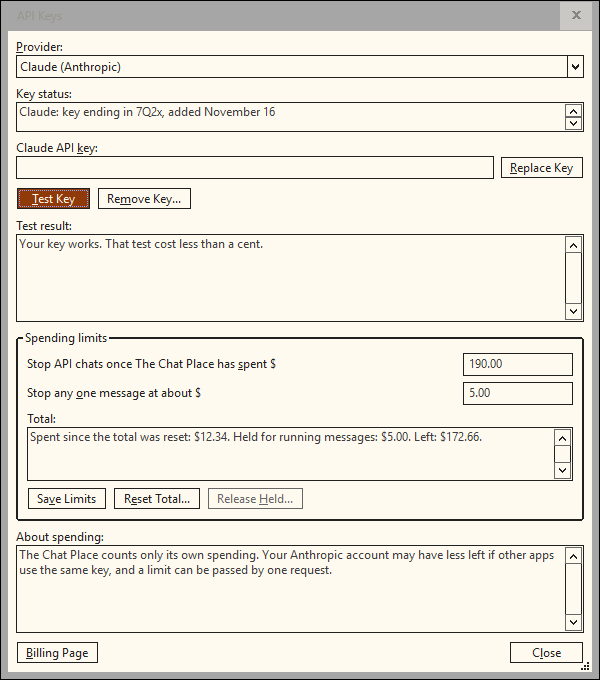 API Keys
Provider:
Claude (Anthropic)
Key status:
Claude: key ending in 7Q2x, added November 16
Claude API key:
Replace Key
Test Key
Remove Key...
Test result:
Your key works. That test cost less than a cent.
Spending limits
Stop API chats once The Chat Place has spent $
190.00
Stop any one message at about $
5.00
Total:
Spent since the total was reset: $12.34. Held for running messages: $5.00. Left: $172.66.
Save Limits
Reset Total...
Release Held...
About spending:
The Chat Place counts only its own spending. Your Anthropic account may have less left if other apps
use the same key, and a limit can be passed by one request.
Billing Page
Close